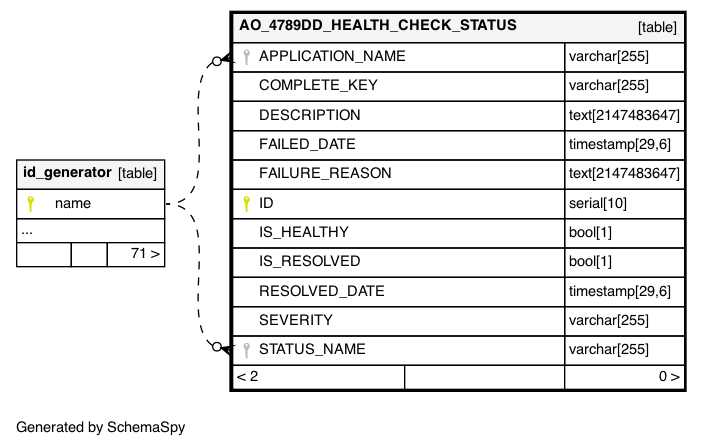 AO_4789DD_HEALTH_CHECK_STATUS [table]
APPLICATION_NAME varchar[255]
COMPLETE_KEY varchar[255]
DESCRIPTION text[2147483647]
FAILED_DATE timestamp[29,6]
FAILURE_REASON text[2147483647]
ID serial[10]
IS_HEALTHY bool[1]
IS_RESOLVED bool[1]
RESOLVED_DATE timestamp[29,6]
SEVERITY varchar[255]
STATUS_NAME varchar[255]
< 2 0 >
id_generator [table]
name
...
71 >
Generated by SchemaSpy